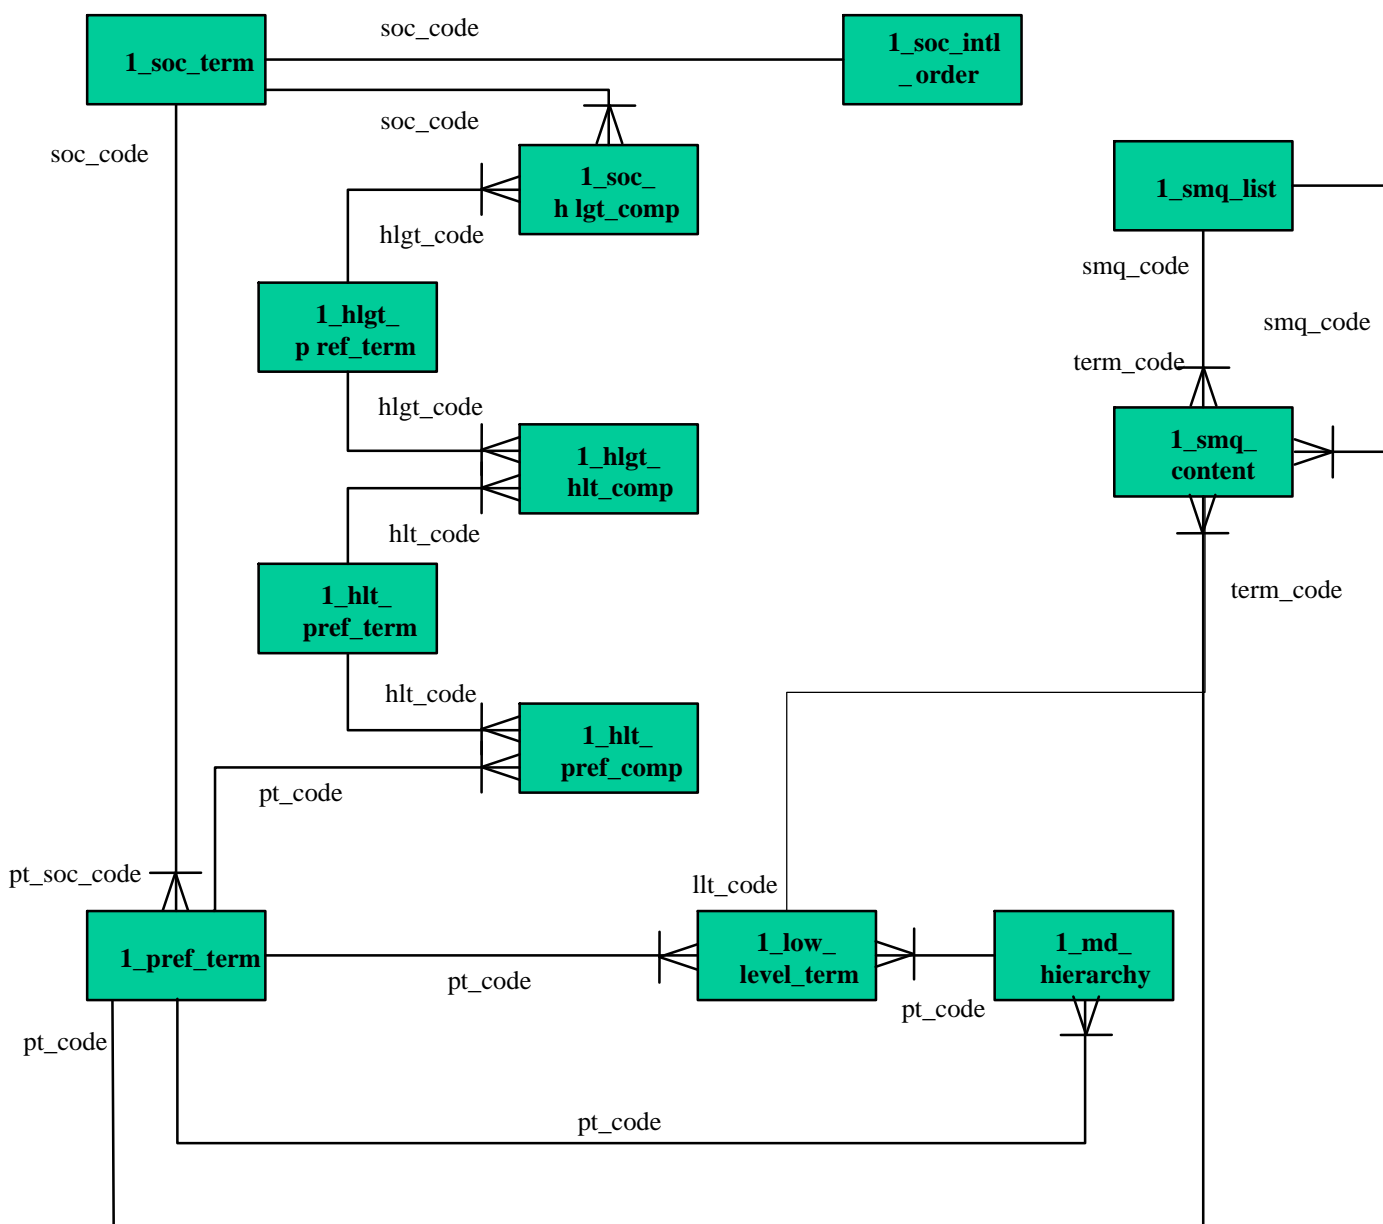 soc_code
1_soc_term
1_soc_intl
_ order
soc_code
soc_code
1_soc_
h lgt_comp
1_smq_list
hlgt_code
smq_code
1_hlgt_
p ref_term
smq_code
term_code
hlgt_code
1_hlgt_
hlt_comp
1_smq_
content
hlt_code
1_hlt_
pref_term
term_code
hlt_code
1_hlt_
pref_comp
pt_code
pt_soc_code
llt_code
1_pref_term
1_low_
level_term
1_md_
hierarchy
pt_code
pt_code
pt_code
pt_code